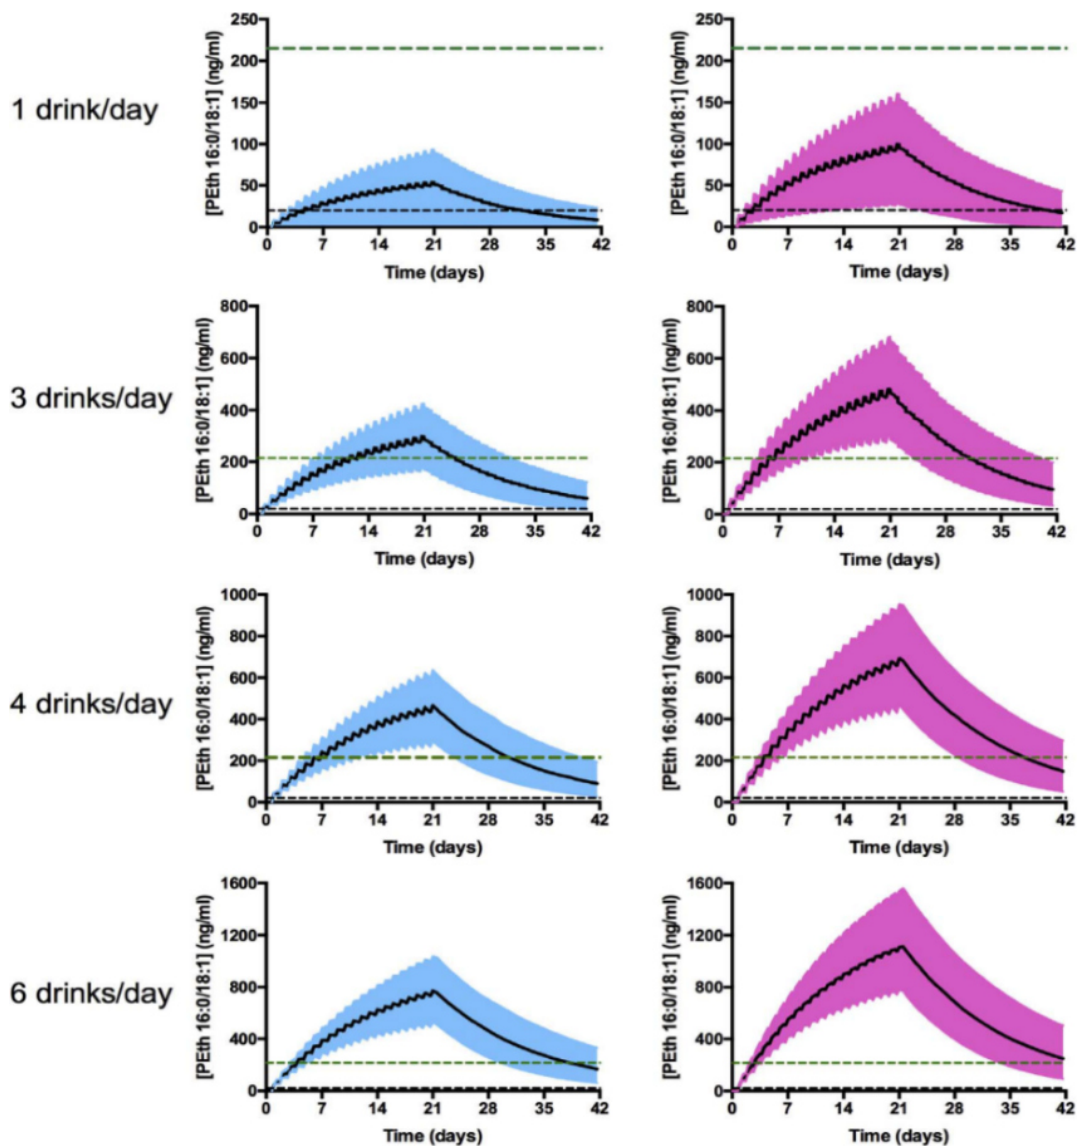 1 drink/day
[PEth 16:0/18:1] (ng/ml)
250
200
150
100
50
0
0 7 14 21 28 35 42
Time (days)
[PEth 16:0/18:1] (ng/ml)
250
200
150
100
50
0
0 7 14 21 28 35 42
Time (days)
3 drinks/day
[PEth 16:0/18:1] (ng/ml)
800
600
400
200
0
0 7 14 21 28 35 42
Time (days)
[PEth 16:0/18:1] (ng/ml)
800
600
400
200
0
0 7 14 21 28 35 42
Time (days)
4 drinks/day
[PEth 16:0/18:1] (ng/ml)
1000
800
600
400
200
0
0 7 14 21 28 35 42
Time (days)
[PEth 16:0/18:1] (ng/ml)
1000
800
600
400
200
0
0 7 14 21 28 35 42
Time (days)
6 drinks/day
[PEth 16:0/18:1] (ng/ml)
1600
1200
800
400
0
0 7 14 21 28 35 42
Time (days)
[PEth 16:0/18:1] (ng/ml)
1600
1200
800
400
0
0 7 14 21 28 35 42
Time (days)